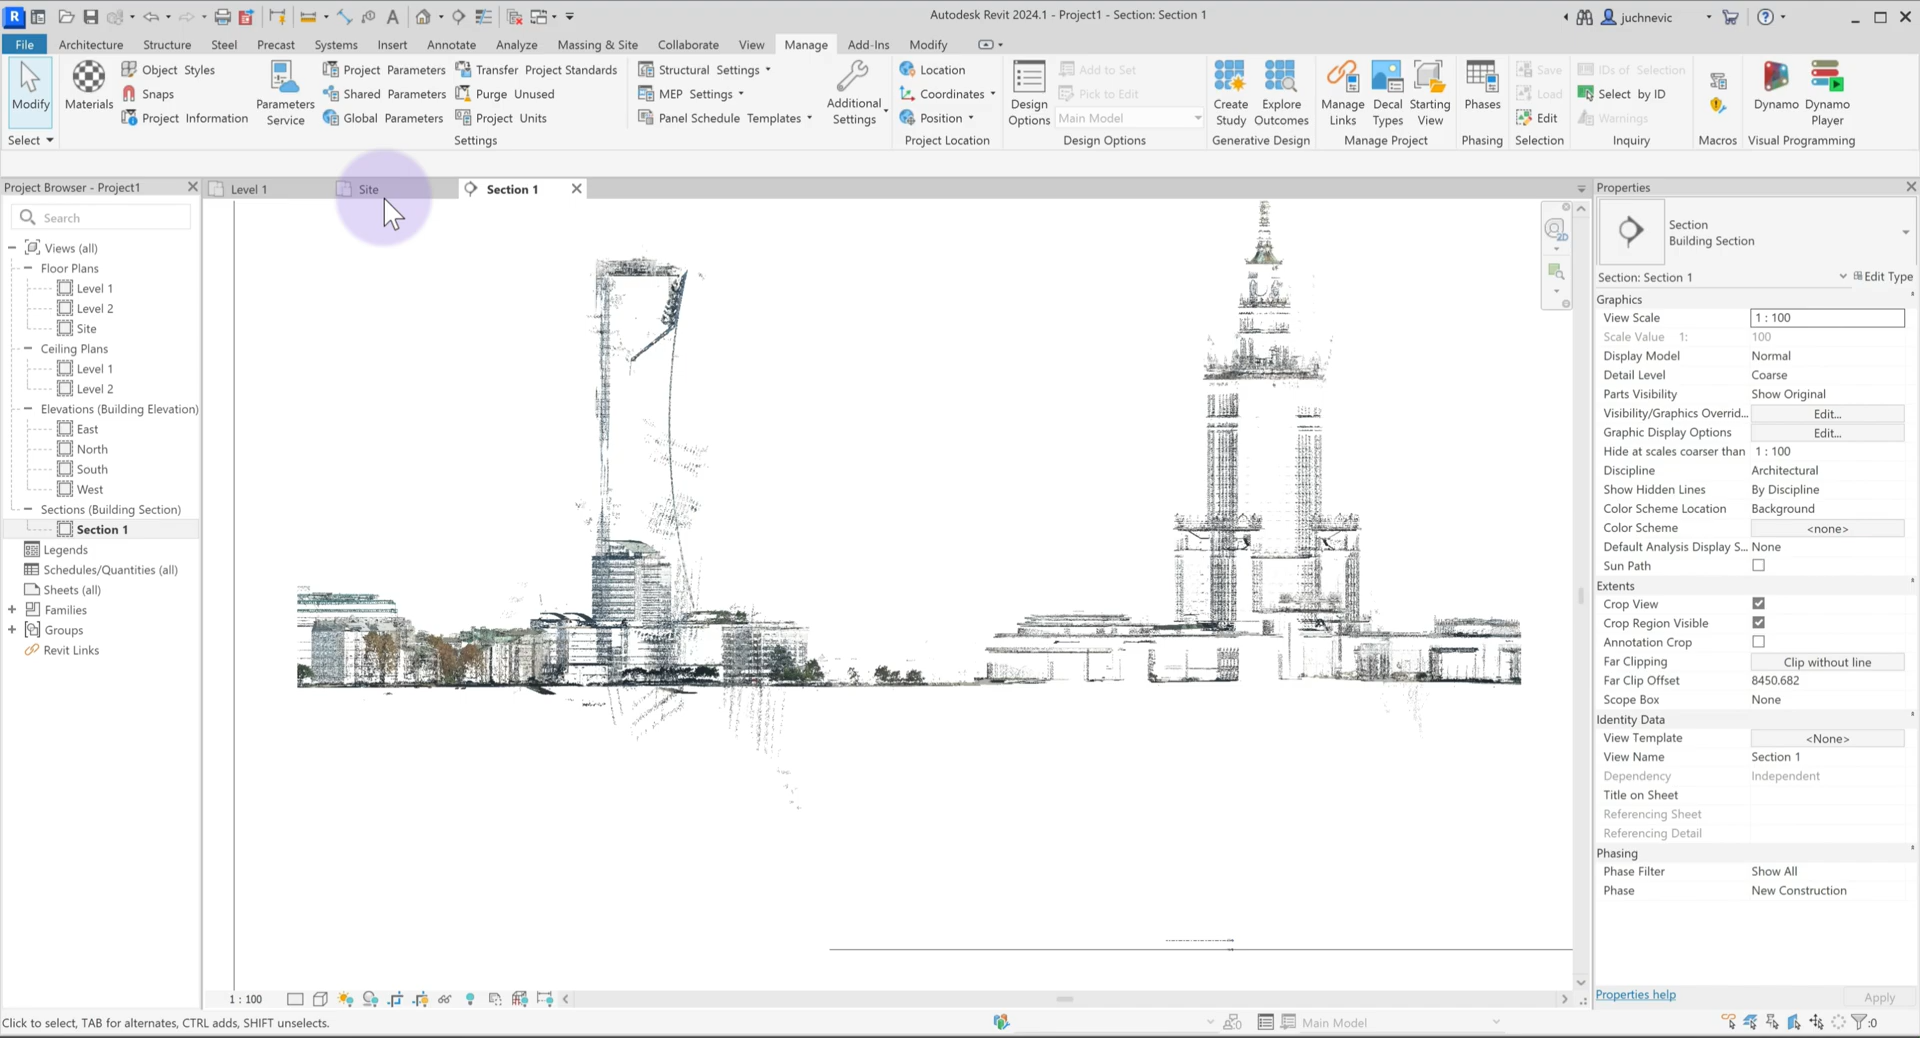 Autodesk Revit 2024.1 - Project1 - Section: Section 1
juchnevic
File Architecture Structure Steel Precast Systems Insert Annotate Analyze Massing & Site Collaborate View Manage Add-Ins Modify
Modify
Select
Materials
Object Styles
Snaps
Project Information
Parameters
Service
Project Parameters
Shared Parameters
Global Parameters
Transfer Project Standards
Purge Unused
Project Units
Settings
Structural Settings
MEP Settings
Panel Schedule Templates
Additional
Settings
Location
Coordinates
Position
Project Location
Design
Options
Add to Set
Pick to Edit
Main Model
Design Options
Create
Study
Explore
Outcomes
Generative Design
Manage
Links
Decal
Types
Starting
View
Manage Project
Phases
Phasing
Save
Load
Edit
Selection
IDs of Selection
Select by ID
Warnings
Inquiry
Macros
Dynamo
Dynamo
Player
Visual Programming
Project Browser - Project1
Search
Views (all)
Floor Plans
Level 1
Level 2
Site
Ceiling Plans
Level 1
Level 2
Elevations (Building Elevation)
East
North
South
West
Sections (Building Section)
Section 1
Legends
Schedules/Quantities (all)
Sheets (all)
Families
Groups
Revit Links
Level 1
Site
Section 1
2D
1 : 100
Properties
Section
Building Section
Section: Section 1
Edit Type
Graphics
View Scale 1 : 100
Scale Value 1: 100
Display Model Normal
Detail Level Coarse
Parts Visibility Show Original
Visibility/Graphics Overrid... Edit...
Graphic Display Options Edit...
Hide at scales coarser than 1 : 100
Discipline Architectural
Show Hidden Lines By Discipline
Color Scheme Location Background
Color Scheme <none>
Default Analysis Display S... None
Sun Path
Extents
Crop View
Crop Region Visible
Annotation Crop
Far Clipping Clip without line
Far Clip Offset 8450.682
Scope Box None
Identity Data
View Template <None>
View Name Section 1
Dependency Independent
Title on Sheet
Referencing Sheet
Referencing Detail
Phasing
Phase Filter Show All
Phase New Construction
Properties help
Apply
Click to select, TAB for alternates, CTRL adds, SHIFT unselects.
Main Model
:0